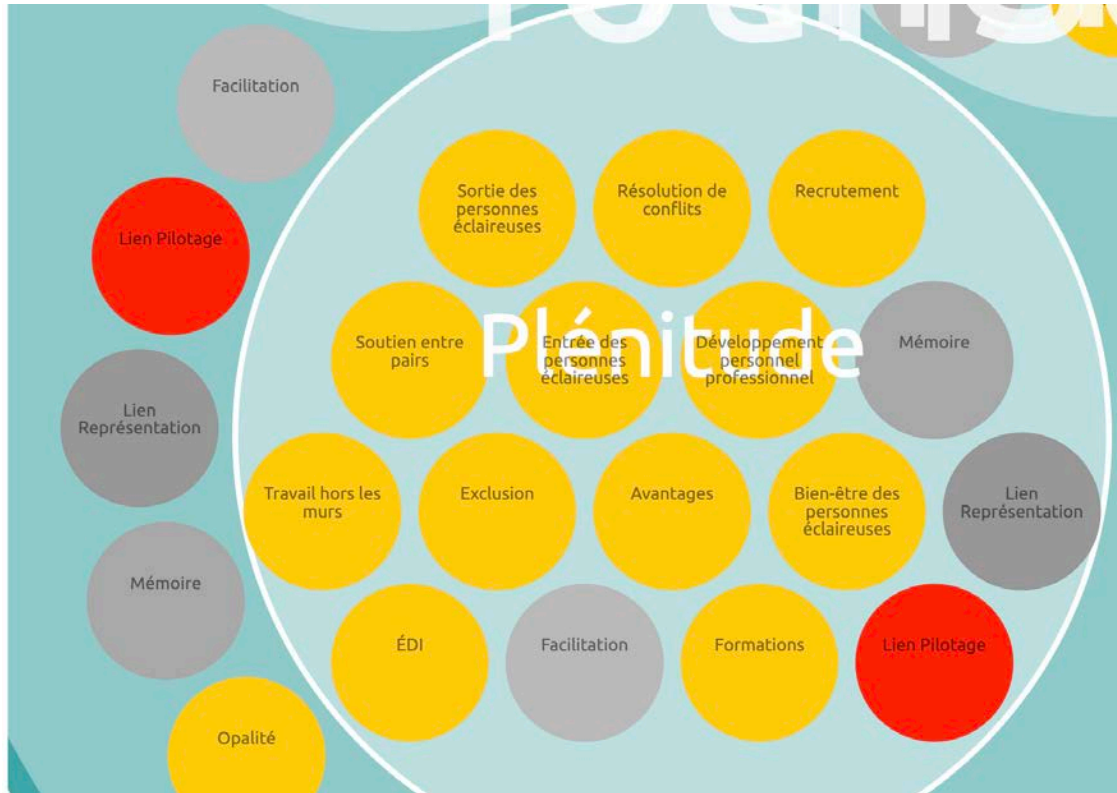 Facilitation
Lien Pilotage
Lien
Représentation
Mémoire
Opalité
Sortie des
personnes
éclaireuses
Résolution de
conflits
Recrutement
Soutien entre
pairs
Entrée des
personnes
éclaireuses
Développement
personnel
professionnel
Mémoire
Plénitude
Travail hors les
murs
Exclusion
Avantages
Bien-être des
personnes
éclaireuses
Lien
Représentation
ÉDI
Facilitation
Formations
Lien Pilotage